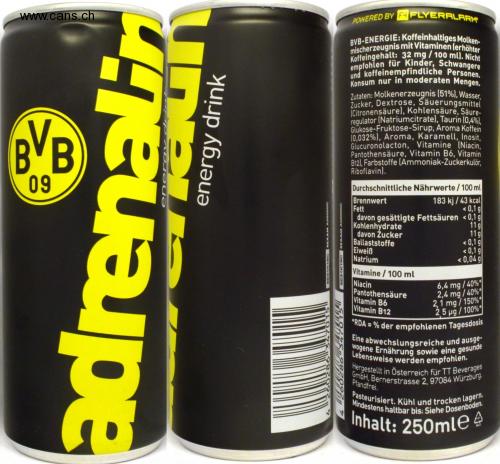 www.cans.ch
adrenalin
energy drink
BVB
09
adrenalin
energy drink
POWERED BY FLYERALARM
BVB-ENERGIE: Koffeinhaltiges Molken-
mischerzeugnis mit Vitaminen (erhöhter
Koffeingehalt: 32 mg / 100 ml). Nicht
empfohlen für Kinder, Schwangere
und koffeinempfindliche Personen.
Konsum nur in moderaten Mengen.
Zutaten: Molkenerzeugnis (51%), Wasser,
Zucker, Dextrose, Säuerungsmittel
(Citronensäure), Kohlensäure, Säure-
regulator (Natriumcitrat), Taurin (0,4%),
Glukose-Fruktose-Sirup, Aroma Koffein
(0,032%), Aroma, Karamell, Inosit,
Glucuronolacton, Vitamine (Niacin,
Pantothensäure, Vitamin B6, Vitamin
B12), Farbstoffe (Ammoniak-Zuckerkulör,
Riboflavin).
Durchschnittliche Nährwerte / 100 ml
Brennwert 183 kj / 43 kcal
Fett < 0,1 g
davon gesättigte Fettsäuren < 0,1 g
Kohlenhydrate 11 g
davon Zucker 11 g
Ballaststoffe < 0,1 g
Eiweiß < 0,1 g
Natrium < 0,04 g
Vitamine / 100 ml
Niacin 6,4 mg / 40%*
Pantothensäure 2,4 mg / 40%*
Vitamin B6 2,1 mg / 150%*
Vitamin B12 2,5 µg / 100%*
*RDA = % der empfohlenen Tagesdosis
Eine abwechslungsreiche und ausge-
wogene Ernährung sowie eine gesunde
Lebensweise werden empfohlen.
Hergestellt in Österreich für TT Beverages
GmbH, Bernerstrasse 2, 97084 Würzburg.
Pfandfrei.
Pasteurisiert. Kühl und trocken lagern.
Mindestens haltbar bis: Siehe Dosenboden.
Inhalt: 250ml e